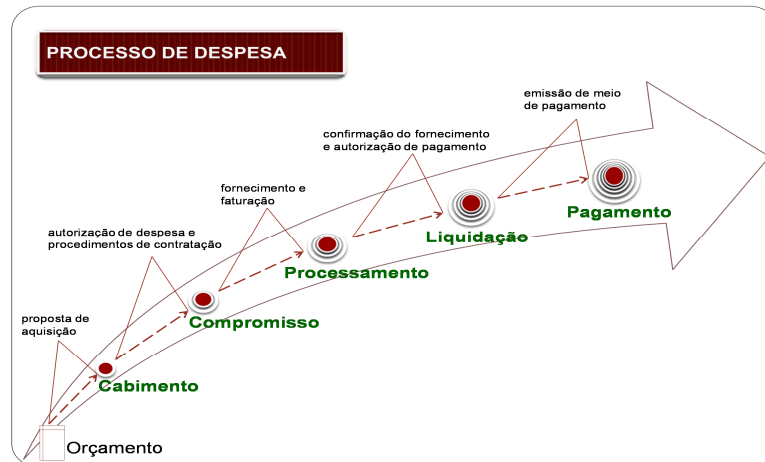 PROCESSO DE DESPESA
emissão de meio
de pagamento
confirmação do fornecimento
e autorização de pagamento
Pagamento
fornecimento e
faturação
Liquidação
autorização de despesa e
procedimentos de contratação
Processamento
proposta de
aquisição
Compromisso
Cabimento
Orçamento